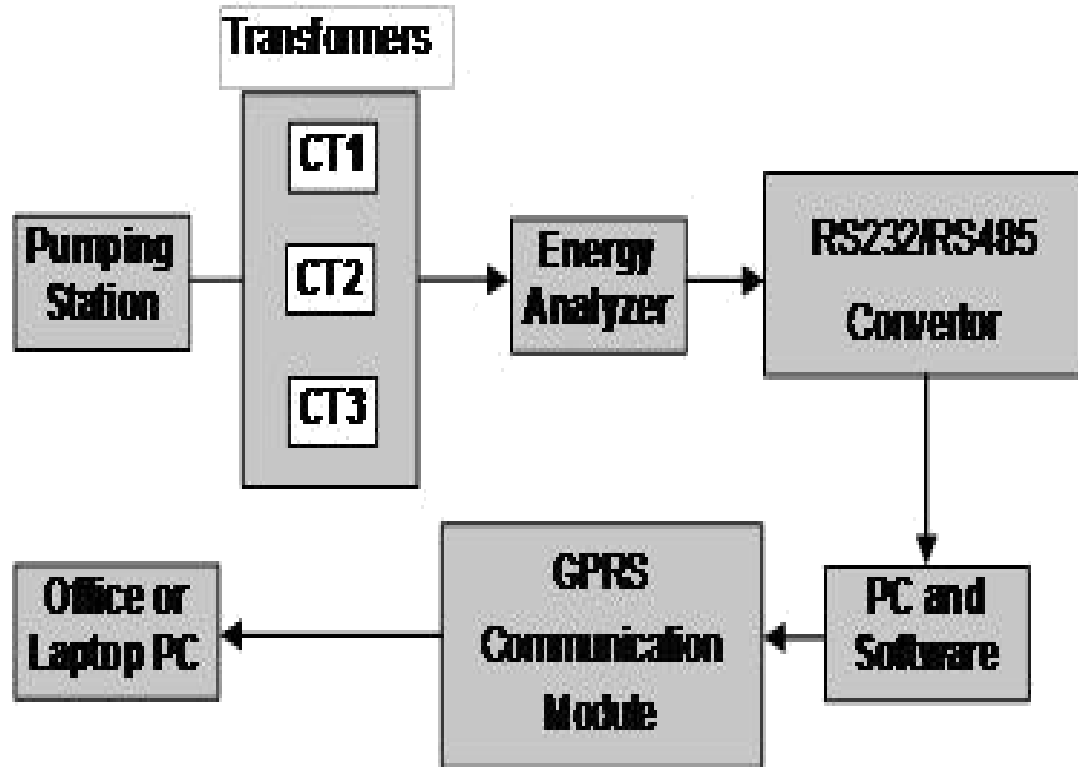 Transformers
CT1
CT2
CT3
Pumping
Station
Energy
Analyzer
RS232/RS485
Convertor
PC and
Software
GPRS
Communication
Module
Office or
Laptop PC